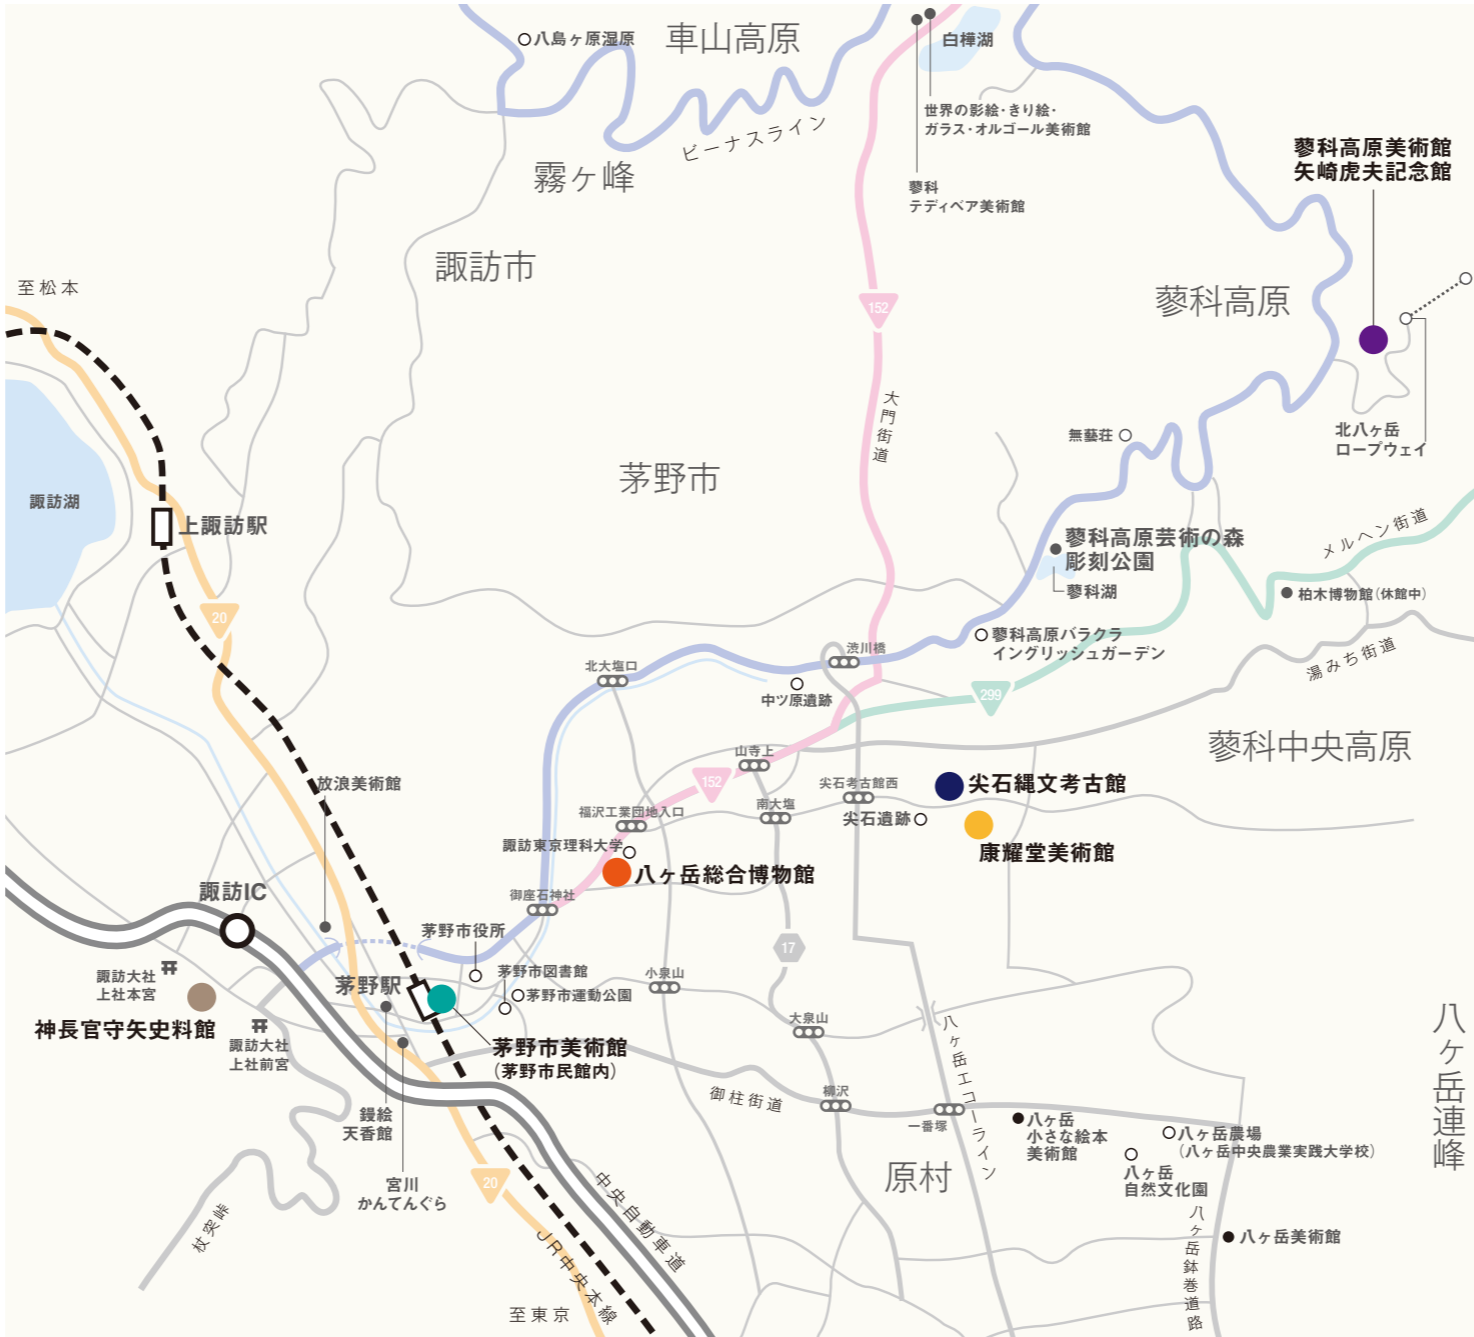 八島ヶ原湿原
車山高原
白樺湖
世界の影絵・きり絵・
ガラス・オルゴール美術館
ビーナスライン
蓼科高原美術館
矢崎虎夫記念館
霧ヶ峰
蓼科
テディベア美術館
諏訪市
至松本
152
蓼科高原
大門街道
無藝荘
北八ヶ岳
ロープウェイ
茅野市
諏訪湖
上諏訪駅
蓼科高原芸術の森
彫刻公園
蓼科湖
メルヘン街道
柏木博物館(休館中)
20
蓼科高原バラクラ
イングリッシュガーデン
渋川橋
湯みち街道
北大塩口
中ツ原遺跡
299
蓼科中央高原
山寺上
152
放浪美術館
尖石考古館西
尖石縄文考古館
福沢工業団地入口
南大塩
尖石遺跡
諏訪東京理科大学
康耀堂美術館
八ヶ岳総合博物館
諏訪IC
御座石神社
茅野市役所
17
諏訪大社
上社本宮
茅野駅
茅野市図書館
茅野市運動公園
小泉山
神長官守矢史料館
大泉山
諏訪大社
上社前宮
茅野市美術館
(茅野市民館内)
八ヶ岳エコーライン
八ヶ岳連峰
御柱街道
柳沢
一番塚
鏝絵
天香館
八ヶ岳
小さな絵本
美術館
八ヶ岳農場
(八ヶ岳中央農業実践大学校)
原村
八ヶ岳
自然文化園
20
宮川
かんてんぐら
中央自動車道
杖突峠
八ヶ岳美術館
八ヶ岳鉢巻道路
JR中央本線
至東京